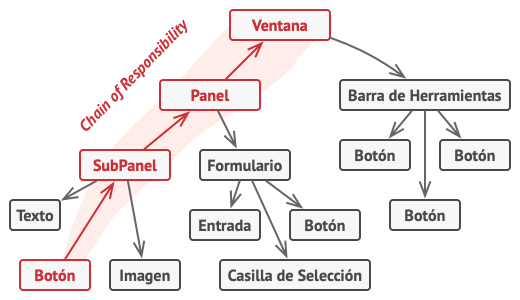 Ventana
Chain of Responsibility
Panel
Barra de Herramientas
SubPanel
Formulario
Botón
Botón
Texto
Entrada
Botón
Botón
Botón
Imagen
Casilla de Selección